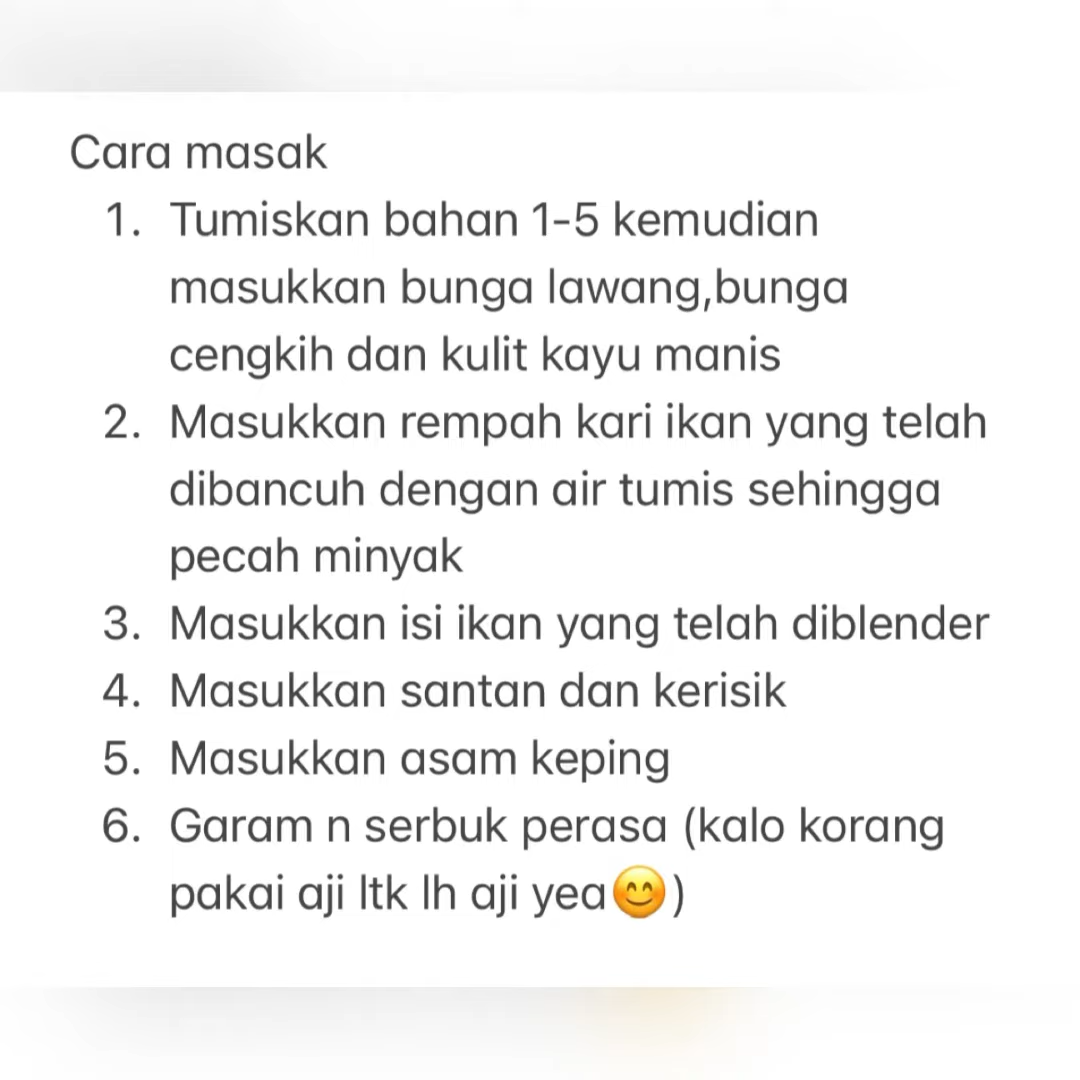 Cara masak
1. Tumiskan bahan 1-5 kemudian
masukkan bunga lawang,bunga
cengkih dan kulit kayu manis
2. Masukkan rempah kari ikan yang telah
dibancuh dengan air tumis sehingga
pecah minyak
3. Masukkan isi ikan yang telah diblender
4. Masukkan santan dan kerisik
5. Masukkan asam keping
6. Garam n serbuk perasa (kalo korang
pakai aji ltk lh aji yea😊)